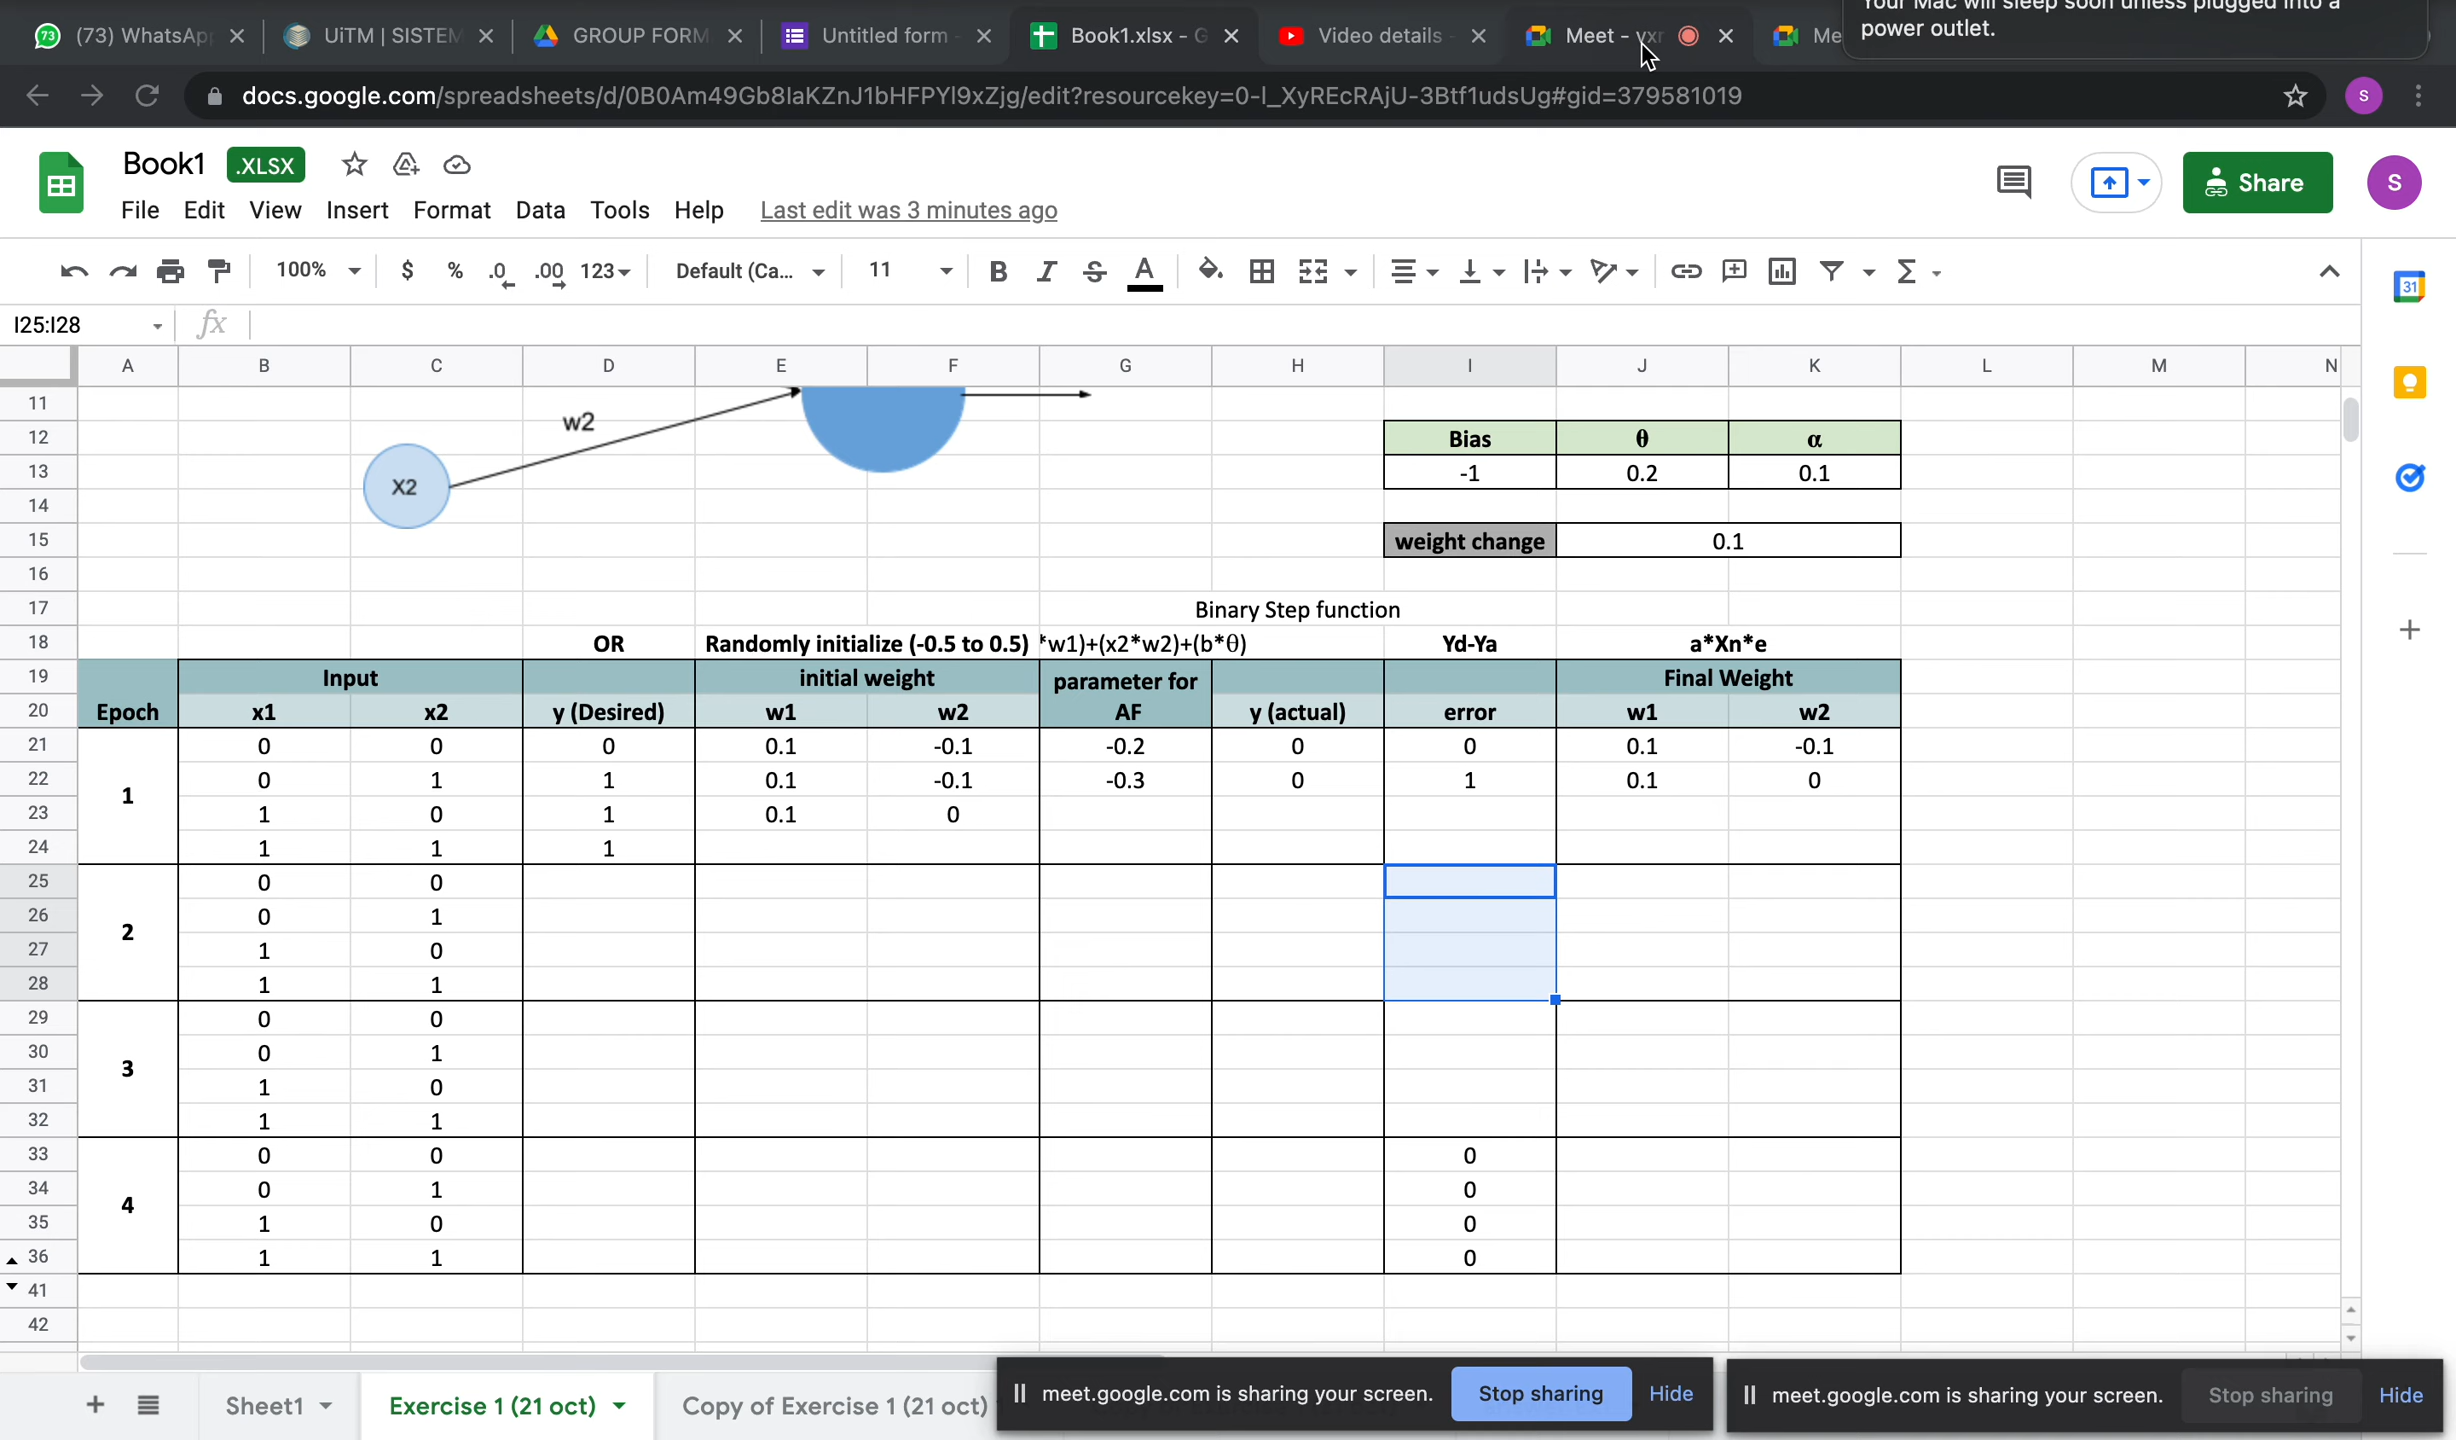 (73) WhatsAp
UiTM | SISTEM
GROUP FORM
Untitled form -
Book1.xlsx - G
Video details -
Meet - yxr
Me
Your Mac will sleep soon unless plugged into a
power outlet.
docs.google.com/spreadsheets/d/0B0Am49Gb8laKZnJ1bHFPYl9xZjg/edit?resourcekey=0-l_XyREcRAjU-3Btf1udsUg#gid=379581019
S
Book1 .XLSX
Share
S
File Edit View Insert Format Data Tools Help Last edit was 3 minutes ago
100% $ % .0 .00 123 Default (Ca... 11 B I S A
31
I25:I28 fx
A B C D E F G H I J K L M N
11
w2
12 Bias θ α
13 X2 -1 0.2 0.1
14
15 weight change 0.1
16
17 Binary Step function
18 OR Randomly initialize (-0.5 to 0.5) *w1)+(x2*w2)+(b*θ) Yd-Ya a*Xn*e
19 Input initial weight parameter for Final Weight
20 Epoch x1 x2 y (Desired) w1 w2 AF y (actual) error w1 w2
21 0 0 0 0.1 -0.1 -0.2 0 0 0.1 -0.1
22 0 1 1 0.1 -0.1 -0.3 0 1 0.1 0
1
23 1 0 1 0.1 0
24 1 1 1
25 0 0
26 0 1
2
27 1 0
28 1 1
29 0 0
30 0 1
3
31 1 0
32 1 1
33 0 0 0
34 0 1 0
4
35 1 0 0
36 1 1 0
41
42
Sheet1
Exercise 1 (21 oct)
Copy of Exercise 1 (21 oct)
meet.google.com is sharing your screen. Stop sharing Hide
meet.google.com is sharing your screen. Stop sharing Hide